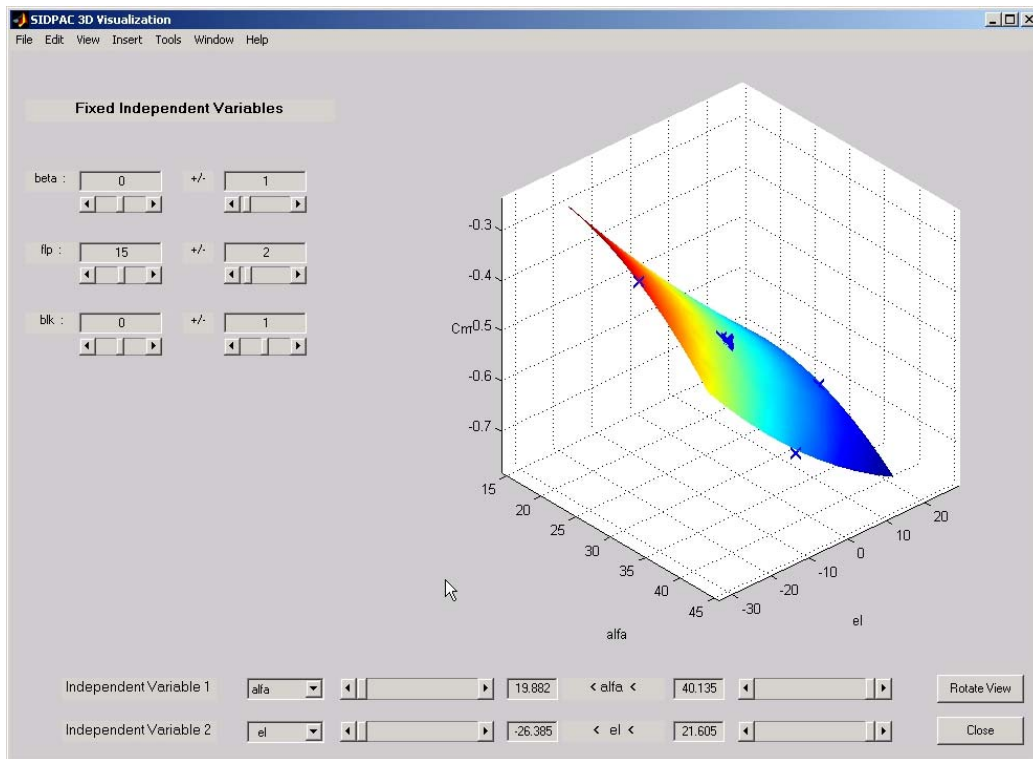 SIDPAC 3D Visualization
File Edit View Insert Tools Window Help
Fixed Independent Variables
beta : 0 +/- 1
flp : 15 +/- 2
blk : 0 +/- 1
-0.3
-0.4
Cm -0.5
-0.6
-0.7
15 20 25 30 35 40 45
alfa
-30 -20 -10 0 10 20
el
Independent Variable 1 alfa 19.882 < alfa < 40.135 Rotate View
Independent Variable 2 el -26.385 < el < 21.605 Close